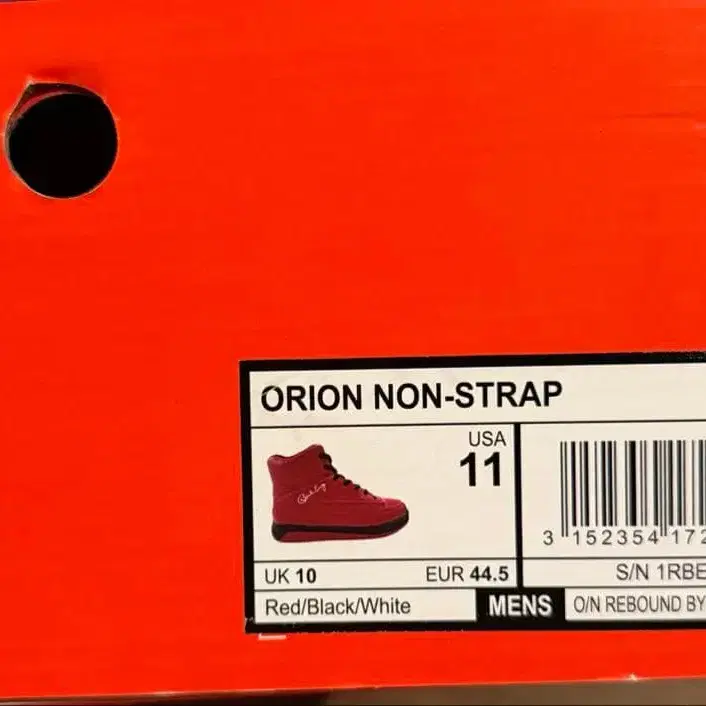 ORION NON-STRAP
USA
11
3 152354 172
UK 10
EUR 44.5
S/N 1RBE
Red/Black/White
MENS
O/N REBOUND BY